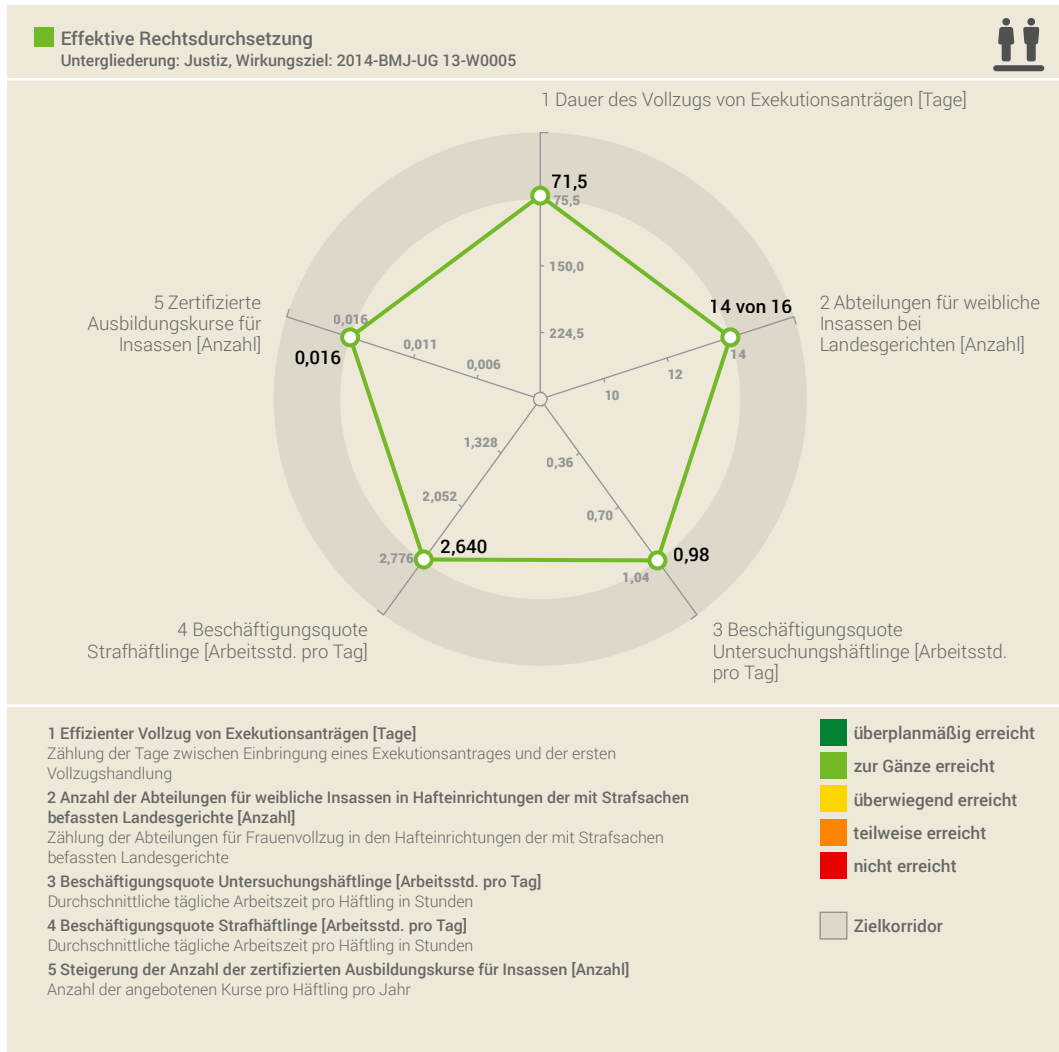 Effektive Rechtsdurchsetzung
Untergliederung: Justiz, Wirkungsziel: 2014-BMJ-UG 13-W0005
1 Dauer des Vollzugs von Exekutionsanträgen [Tage]
71,5
75,5
150,0
224,5
14 von 16
14
12
10
2 Abteilungen für weibliche
Insassen bei
Landesgerichten [Anzahl]
5 Zertifizierte
Ausbildungskurse für
Insassen [Anzahl]
0,016
0,016
0,011
0,006
1,328
2,052
2,776
2,640
0,36
0,70
1,04
0,98
4 Beschäftigungsquote
Strafhäftlinge [Arbeitsstd. pro Tag]
3 Beschäftigungsquote
Untersuchungshäftlinge [Arbeitsstd.
pro Tag]
1 Effizienter Vollzug von Exekutionsanträgen [Tage]
Zählung der Tage zwischen Einbringung eines Exekutionsantrages und der ersten
Vollzugshandlung
2 Anzahl der Abteilungen für weibliche Insassen in Hafteinrichtungen der mit Strafsachen
befassten Landesgerichte [Anzahl]
Zählung der Abteilungen für Frauenvollzug in den Hafteinrichtungen der mit Strafsachen
befassten Landesgerichte
3 Beschäftigungsquote Untersuchungshäftlinge [Arbeitsstd. pro Tag]
Durchschnittliche tägliche Arbeitszeit pro Häftling in Stunden
4 Beschäftigungsquote Strafhäftlinge [Arbeitsstd. pro Tag]
Durchschnittliche tägliche Arbeitszeit pro Häftling in Stunden
5 Steigerung der Anzahl der zertifizierten Ausbildungskurse für Insassen [Anzahl]
Anzahl der angebotenen Kurse pro Häftling pro Jahr
überplanmäßig erreicht
zur Gänze erreicht
überwiegend erreicht
teilweise erreicht
nicht erreicht
Zielkorridor